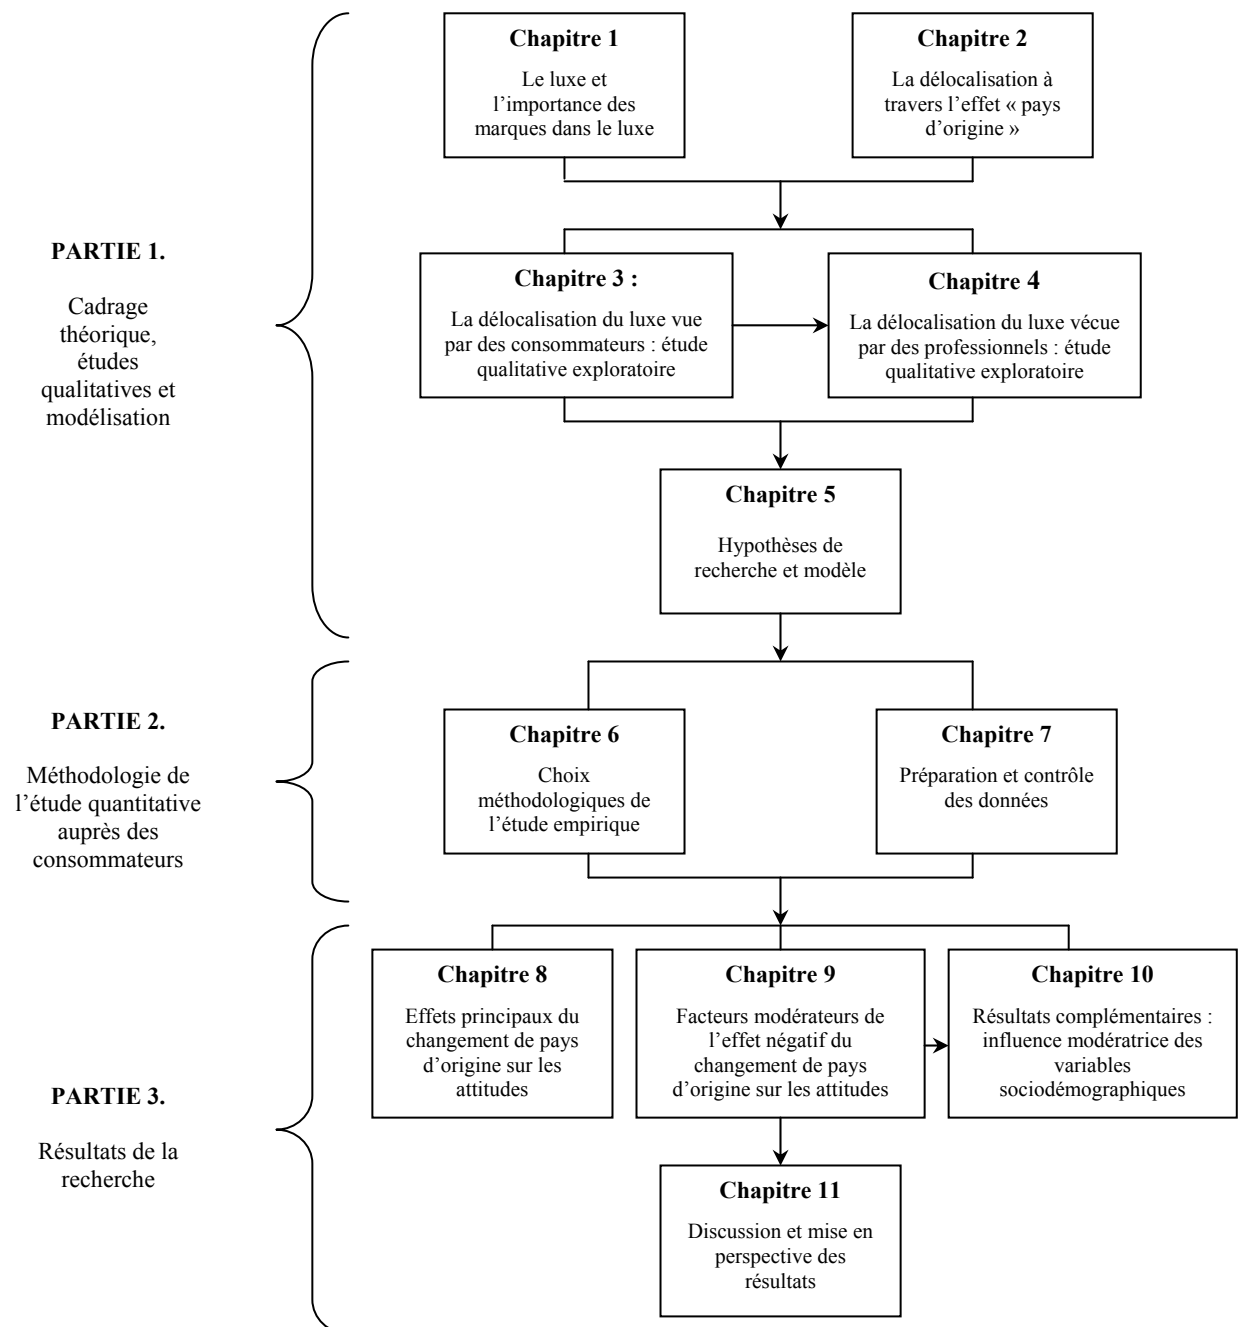 Chapitre 1
Le luxe et
l’importance des
marques dans le luxe
Chapitre 2
La délocalisation à
travers l’effet « pays
d’origine »
PARTIE 1.
Cadrage
théorique,
études
qualitatives et
modélisation
Chapitre 3 :
La délocalisation du luxe vue
par des consommateurs : étude
qualitative exploratoire
Chapitre 4
La délocalisation du luxe vécue
par des professionnels : étude
qualitative exploratoire
Chapitre 5
Hypothèses de
recherche et modèle
PARTIE 2.
Méthodologie de
l’étude quantitative
auprès des
consommateurs
Chapitre 6
Choix
méthodologiques de
l’étude empirique
Chapitre 7
Préparation et contrôle
des données
PARTIE 3.
Résultats de la
recherche
Chapitre 8
Effets principaux du
changement de pays
d’origine sur les
attitudes
Chapitre 9
Facteurs modérateurs de
l’effet négatif du
changement de pays
d’origine sur les attitudes
Chapitre 10
Résultats complémentaires :
influence modératrice des
variables
sociodémographiques
Chapitre 11
Discussion et mise en
perspective des
résultats